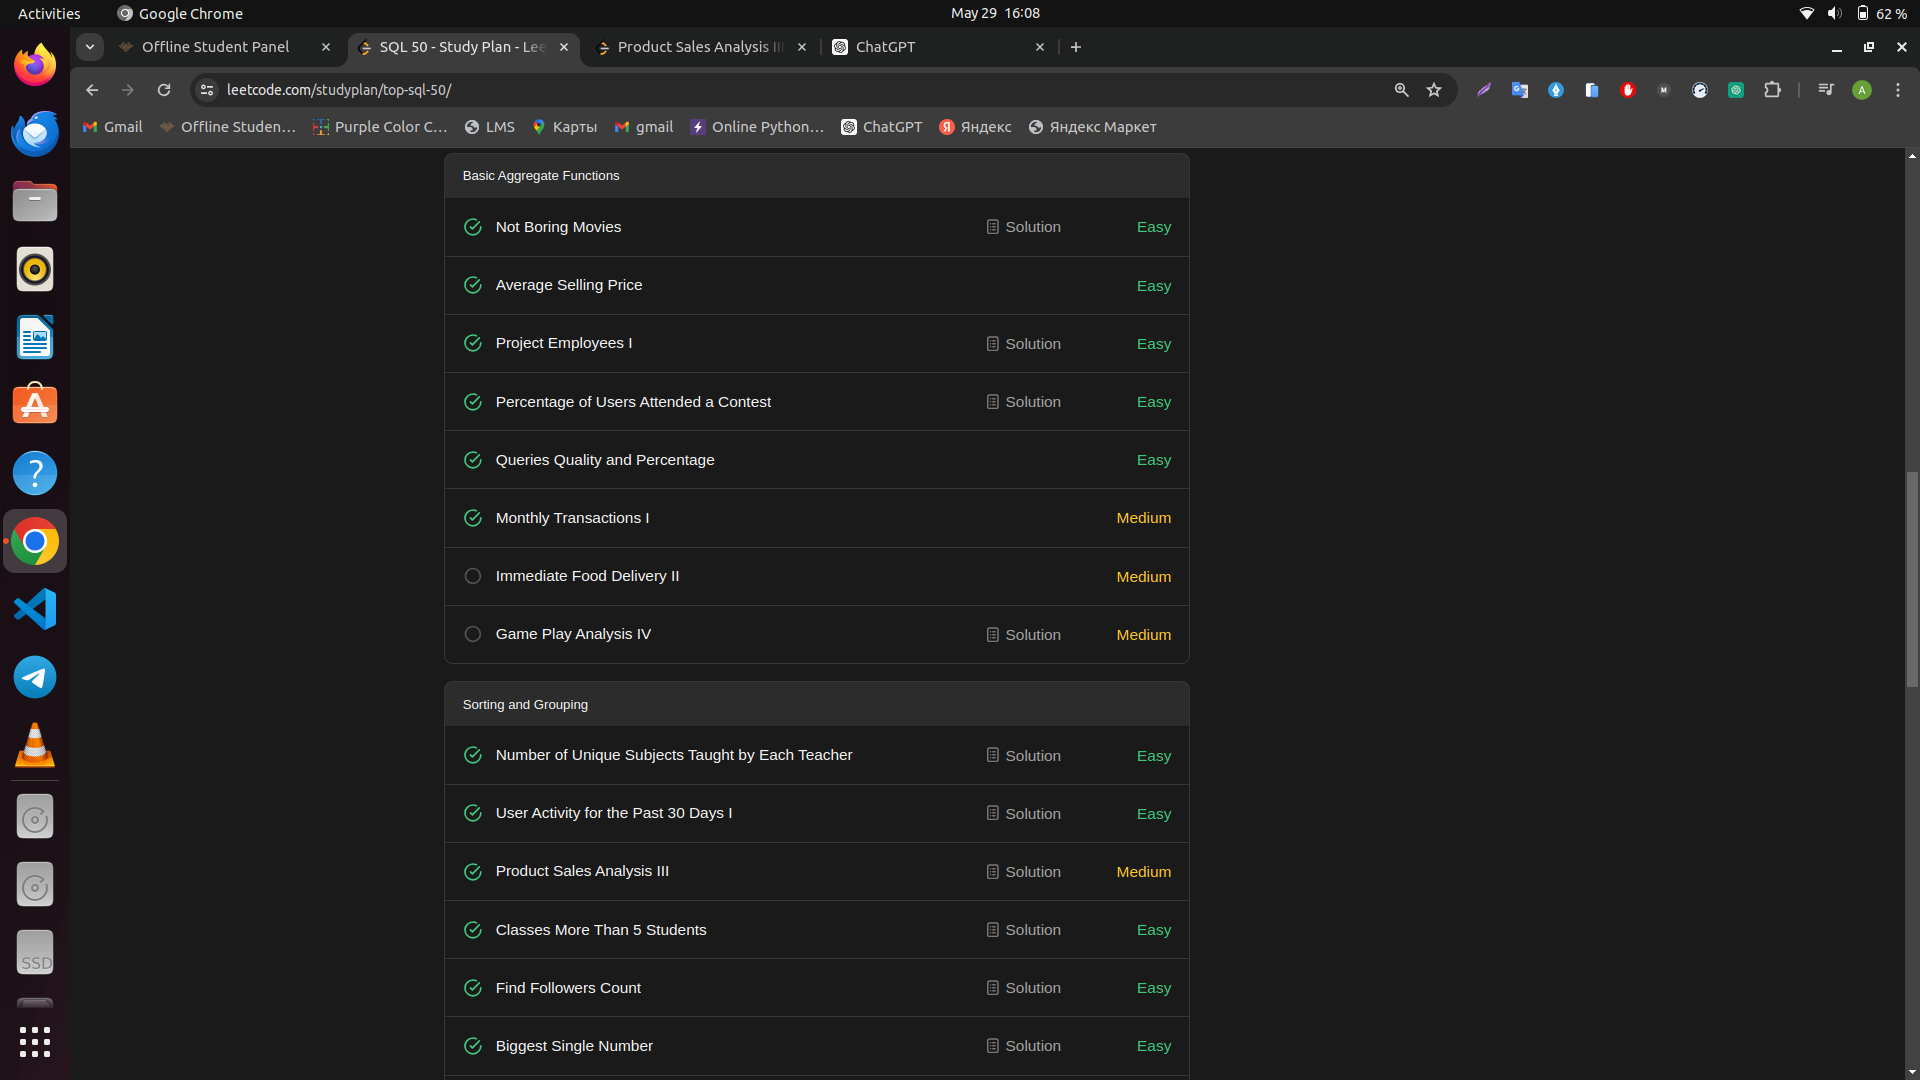 Activities
Google Chrome
May 29 16:08
62 %
Offline Student Panel
SQL 50 - Study Plan - Lee
Product Sales Analysis III
ChatGPT
leetcode.com/studyplan/top-sql-50/
Gmail
Offline Studen...
Purple Color C...
LMS
Карты
gmail
Online Python...
ChatGPT
Яндекс
Яндекс Маркет
Basic Aggregate Functions
Not Boring Movies Solution Easy
Average Selling Price Easy
Project Employees I Solution Easy
Percentage of Users Attended a Contest Solution Easy
Queries Quality and Percentage Easy
Monthly Transactions I Medium
Immediate Food Delivery II Medium
Game Play Analysis IV Solution Medium
Sorting and Grouping
Number of Unique Subjects Taught by Each Teacher Solution Easy
User Activity for the Past 30 Days I Solution Easy
Product Sales Analysis III Solution Medium
Classes More Than 5 Students Solution Easy
Find Followers Count Solution Easy
Biggest Single Number Solution Easy
SSD